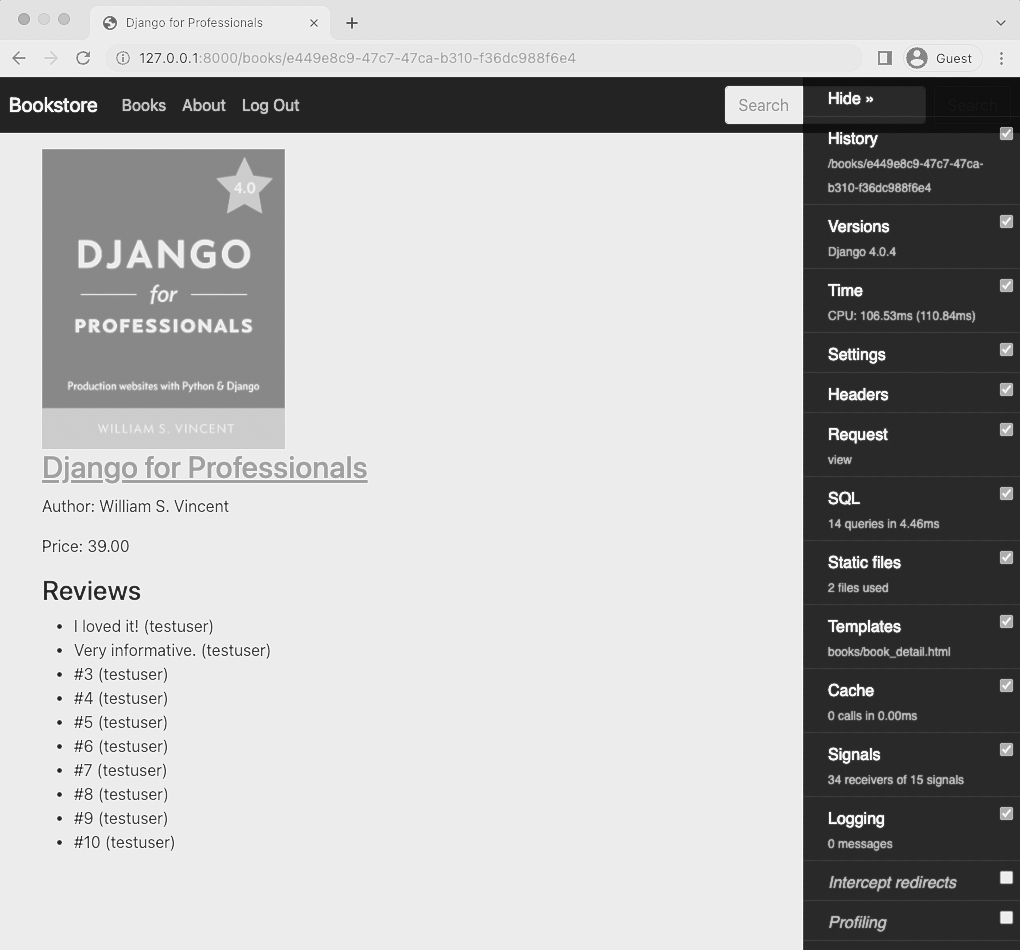 Django for Professionals
127.0.0.1:8000/books/e449e8c9-47c7-47ca-b310-f36dc988f6e4
Guest
Bookstore
Books
About
Log Out
Search
Search
4.0
DJANGO
for
PROFESSIONALS
Production websites with Python & Django
WILLIAM S. VINCENT
Django for Professionals
Author: William S. Vincent
Price: 39.00
Reviews
• I loved it! (testuser)
• Very informative. (testuser)
• #3 (testuser)
• #4 (testuser)
• #5 (testuser)
• #6 (testuser)
• #7 (testuser)
• #8 (testuser)
• #9 (testuser)
• #10 (testuser)
Hide »
History
/books/e449e8c9-47c7-47ca-
b310-f36dc988f6e4
Versions
Django 4.0.4
Time
CPU: 106.53ms (110.84ms)
Settings
Headers
Request
view
SQL
14 queries in 4.46ms
Static files
2 files used
Templates
books/book_detail.html
Cache
0 calls in 0.00ms
Signals
34 receivers of 15 signals
Logging
0 messages
Intercept redirects
Profiling